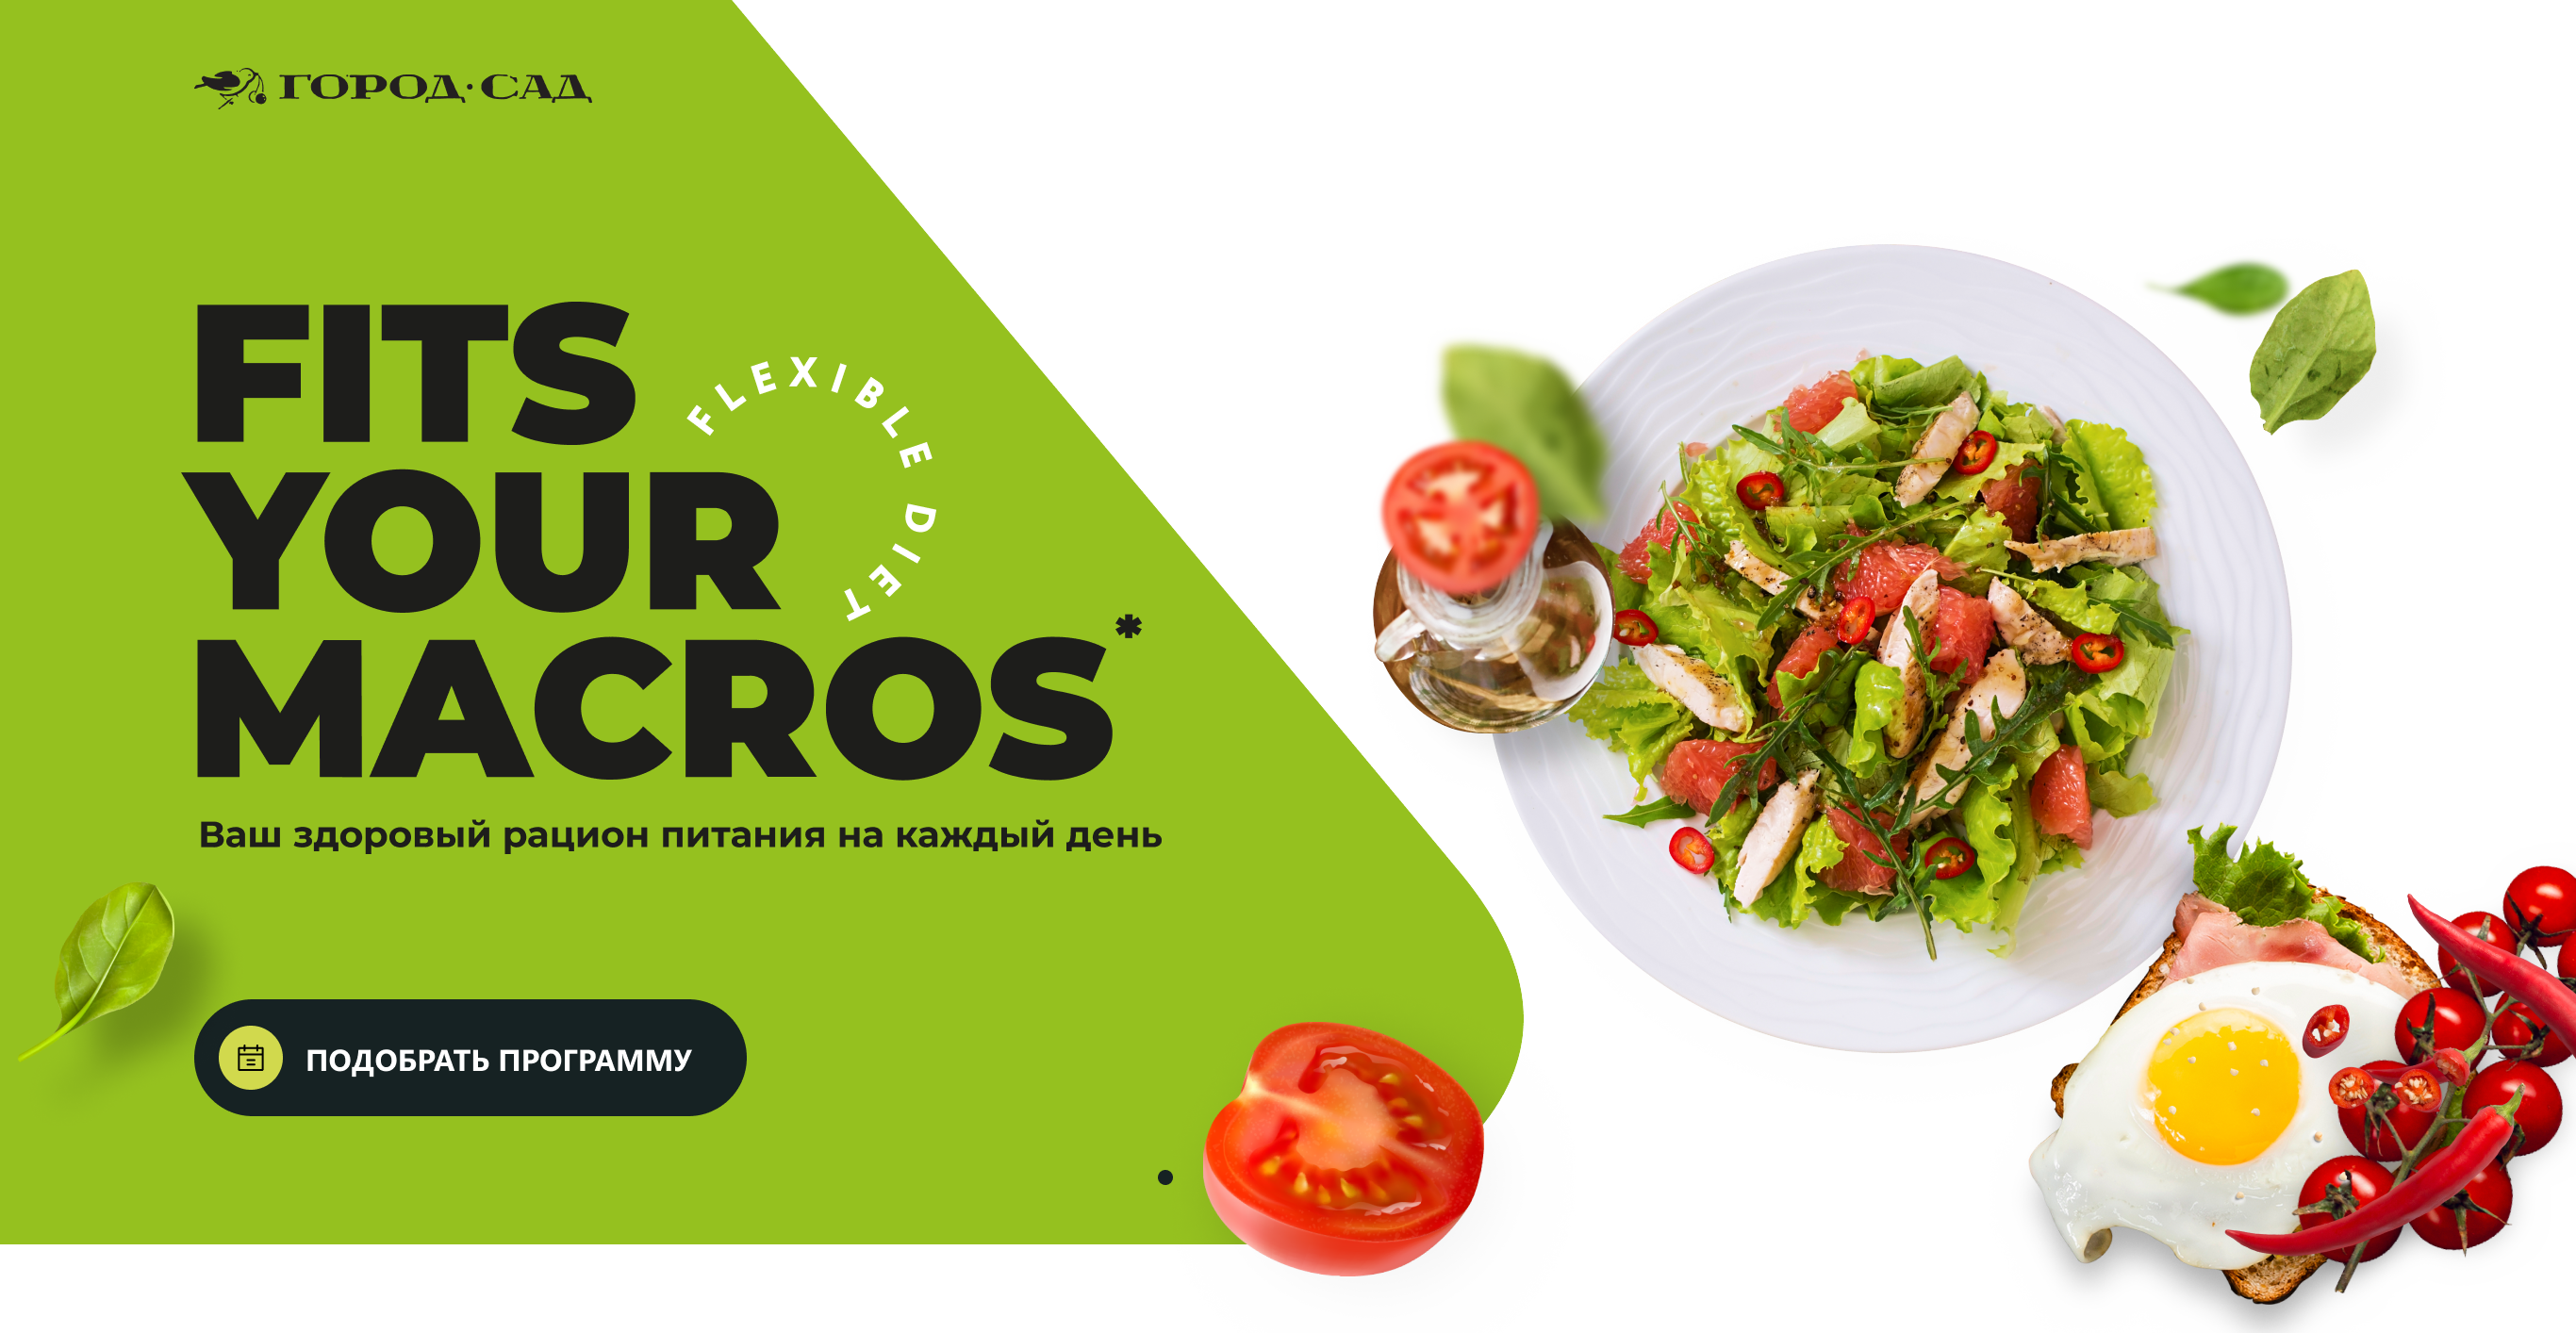 ГОРОД·САД
FITS
YOUR
MACROS*
FLEXIBLE DIET
Ваш здоровый рацион питания на каждый день
ПОДОБРАТЬ ПРОГРАММУ